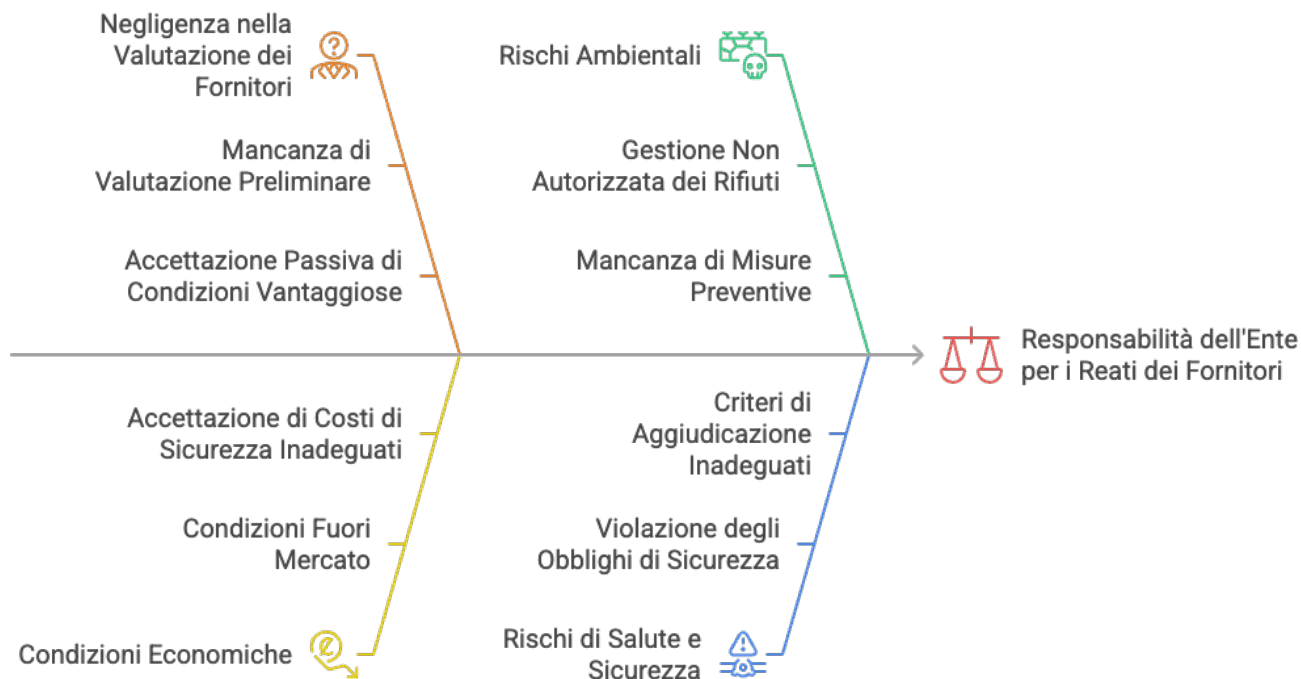 Negligenza nella
Valutazione dei
Fornitori
Mancanza di
Valutazione Preliminare
Accettazione Passiva di
Condizioni Vantaggiose
Rischi Ambientali
Gestione Non
Autorizzata dei Rifiuti
Mancanza di Misure
Preventive
Responsabilità dell'Ente
per i Reati dei Fornitori
Accettazione di Costi di
Sicurezza Inadeguati
Condizioni Fuori
Mercato
Condizioni Economiche
Criteri di
Aggiudicazione
Inadeguati
Violazione degli
Obblighi di Sicurezza
Rischi di Salute e
Sicurezza